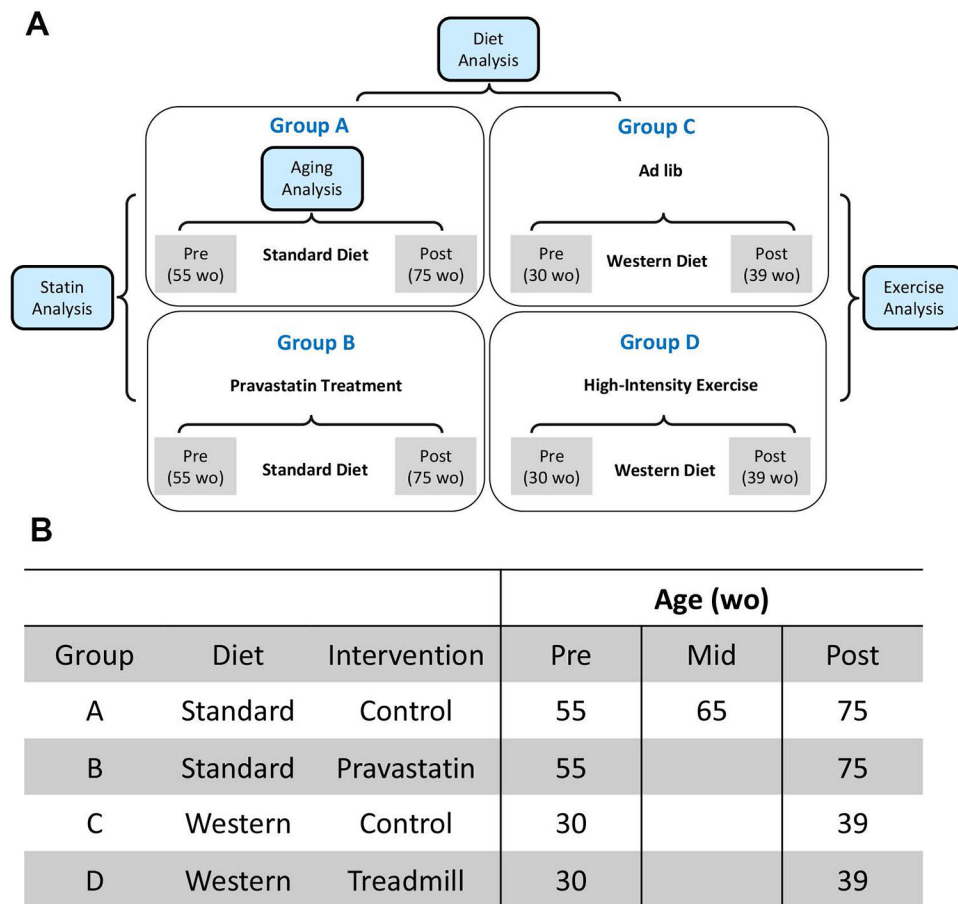 A
Diet
Analysis
Group A
Aging
Analysis
Pre
(55 wo)
Standard Diet
Post
(75 wo)
Group C
Ad lib
Pre
(30 wo)
Western Diet
Post
(39 wo)
Statin
Analysis
Exercise
Analysis
Group B
Pravastatin Treatment
Pre
(55 wo)
Standard Diet
Post
(75 wo)
Group D
High-Intensity Exercise
Pre
(30 wo)
Western Diet
Post
(39 wo)
B
Age (wo)
Group Diet Intervention Pre Mid Post
A Standard Control 55 65 75
B Standard Pravastatin 55 75
C Western Control 30 39
D Western Treadmill 30 39